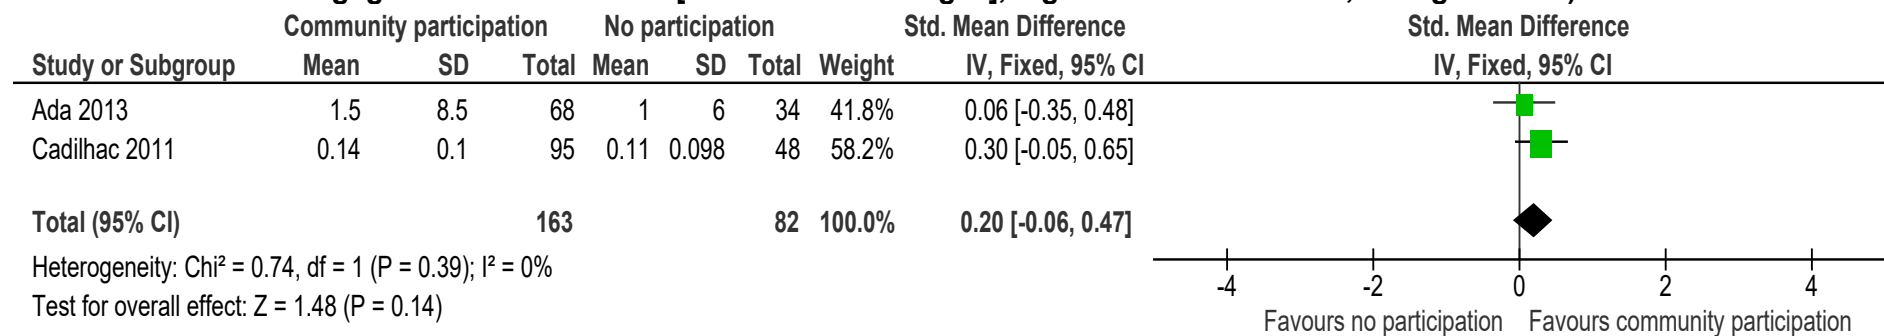 Community participation No participation Std. Mean Difference Std. Mean Difference
Study or Subgroup Mean SD Total Mean SD Total Weight IV, Fixed, 95% CI IV, Fixed, 95% CI
Ada 2013 1.5 8.5 68 1 6 34 41.8% 0.06 [-0.35, 0.48]
Cadilhac 2011 0.14 0.1 95 0.11 0.098 48 58.2% 0.30 [-0.05, 0.65]
Total (95% CI) 163 82 100.0% 0.20 [-0.06, 0.47]
Heterogeneity: Chi² = 0.74, df = 1 (P = 0.39); I² = 0%
Test for overall effect: Z = 1.48 (P = 0.14)
-4 -2 0 2 4
Favours no participation Favours community participation